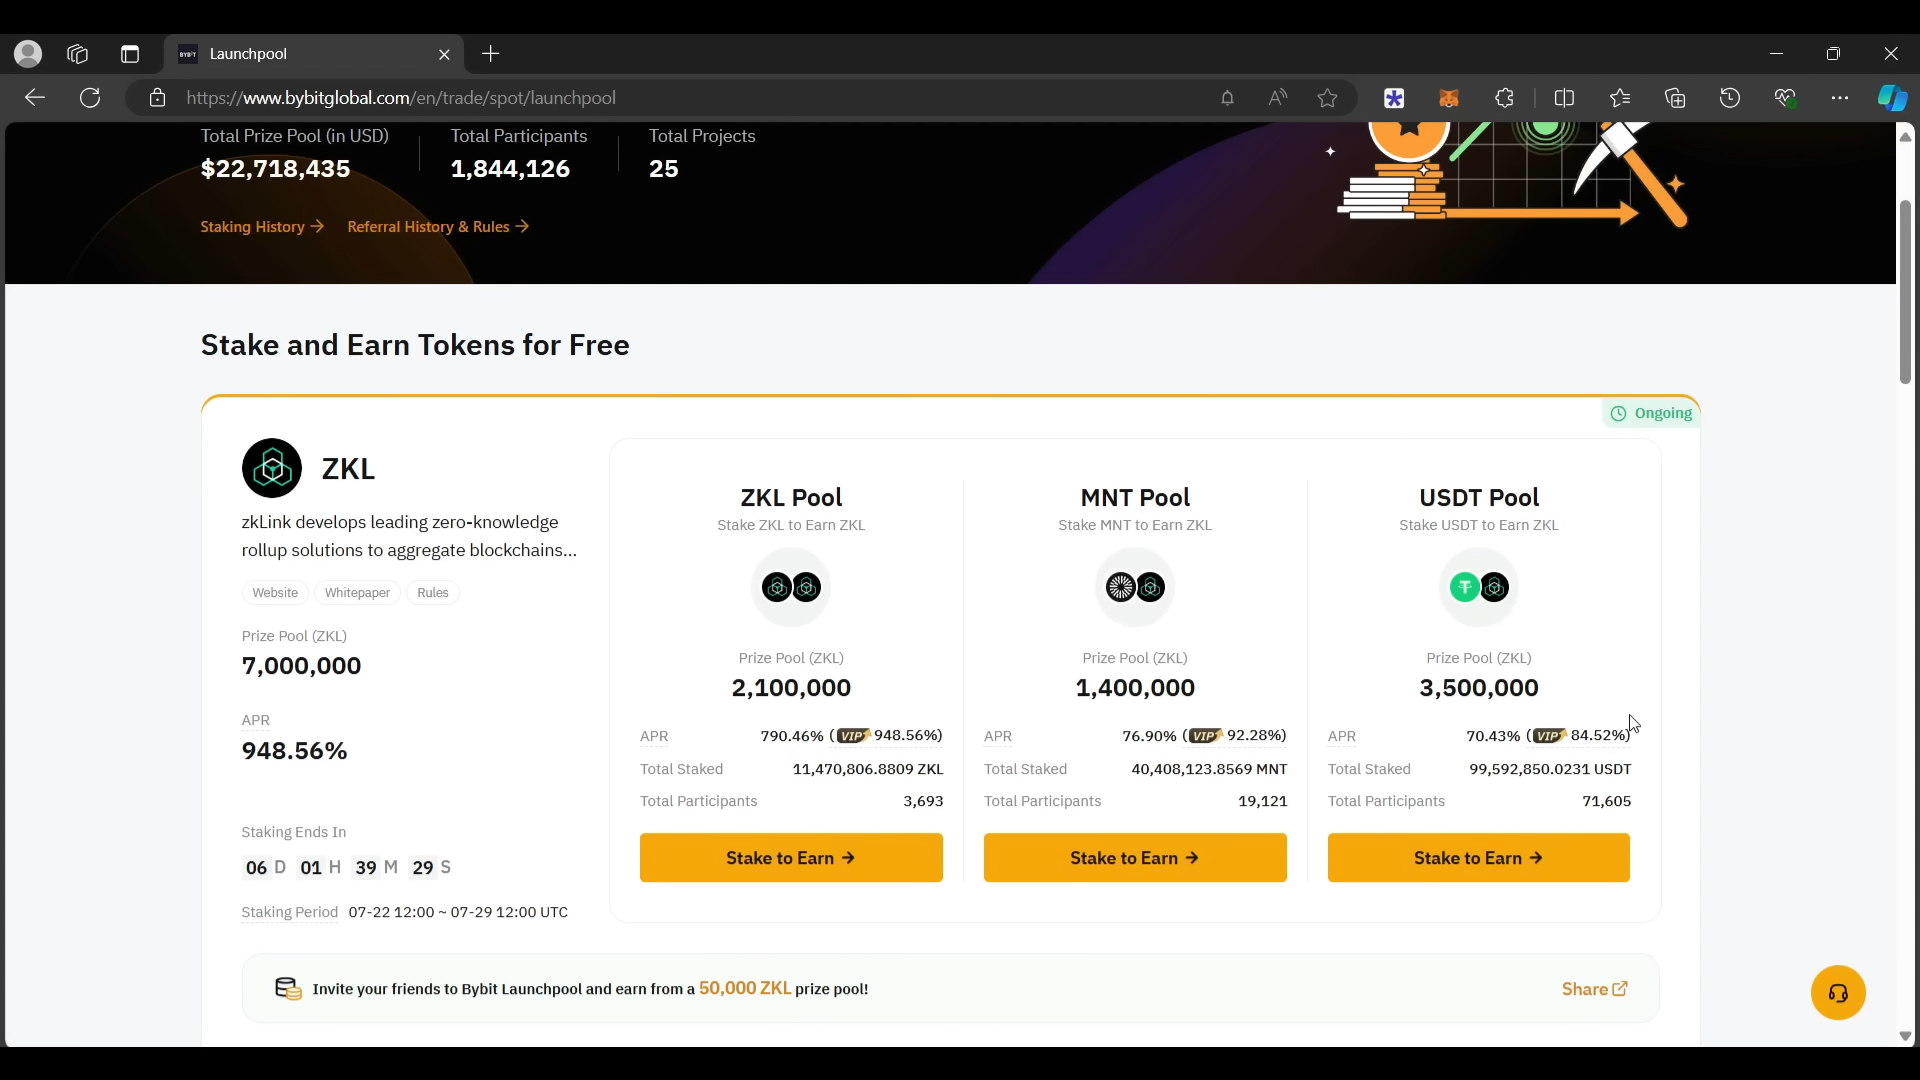 BYBIT
Launchpool
https://www.bybitglobal.com/en/trade/spot/launchpool
Total Prize Pool (in USD)
$22,718,435
Total Participants
1,844,126
Total Projects
25
Staking History →
Referral History & Rules →
Stake and Earn Tokens for Free
Ongoing
ZKL
zkLink develops leading zero-knowledge
rollup solutions to aggregate blockchains...
Website
Whitepaper
Rules
Prize Pool (ZKL)
7,000,000
APR
948.56%
Staking Ends In
06 D 01 H 39 M 29 S
Staking Period 07-22 12:00 ~ 07-29 12:00 UTC
ZKL Pool
Stake ZKL to Earn ZKL
Prize Pool (ZKL)
2,100,000
APR 790.46% (VIP 948.56%)
Total Staked 11,470,806.8809 ZKL
Total Participants 3,693
Stake to Earn →
MNT Pool
Stake MNT to Earn ZKL
Prize Pool (ZKL)
1,400,000
APR 76.90% (VIP 92.28%)
Total Staked 40,408,123.8569 MNT
Total Participants 19,121
Stake to Earn →
USDT Pool
Stake USDT to Earn ZKL
Prize Pool (ZKL)
3,500,000
APR 70.43% (VIP 84.52%)
Total Staked 99,592,850.0231 USDT
Total Participants 71,605
Stake to Earn →
Invite your friends to Bybit Launchpool and earn from a 50,000 ZKL prize pool!
Share